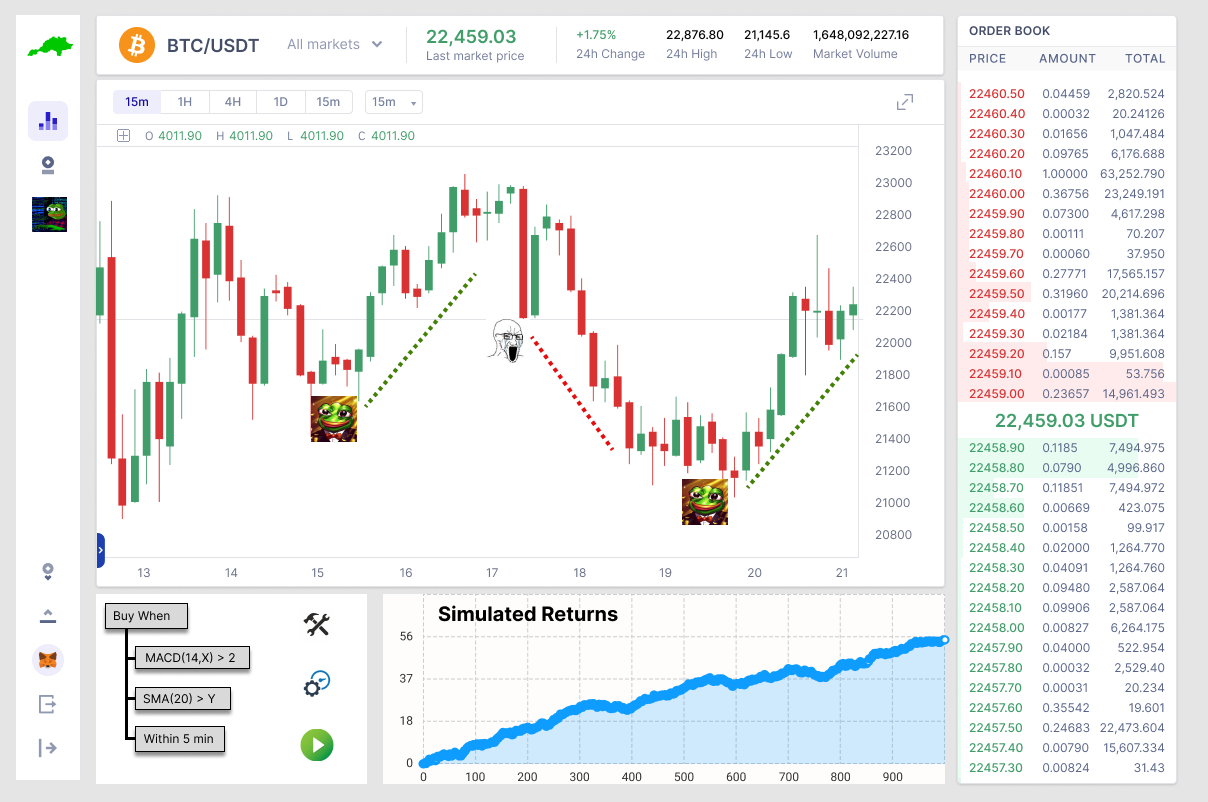 BTC/USDT
All markets
22,459.03
Last market price
+1.75%
24h Change
22,876.80
24h High
21,145.6
24h Low
1,648,092,227.16
Market Volume
15m 1H 4H 1D 15m 15m
O 4011.90 H 4011.90 L 4011.90 C 4011.90
23200
23000
22800
22600
22400
22200
22000
21800
21600
21400
21200
21000
20800
13 14 15 16 17 18 19 20 21
Buy When
MACD(14,X) > 2
SMA(20) > Y
Within 5 min
Simulated Returns
56
37
18
0
0 100 200 300 400 500 600 700 800 900
ORDER BOOK
PRICE AMOUNT TOTAL
22460.50 0.04459 2,820.524
22460.40 0.00032 20.24126
22460.30 0.01656 1,047.484
22460.20 0.09765 6,176.688
22460.10 1.00000 63,252.790
22460.00 0.36756 23,249.191
22459.90 0.07300 4,617.298
22459.80 0.00111 70.207
22459.70 0.00060 37.950
22459.60 0.27771 17,565.157
22459.50 0.31960 20,214.696
22459.40 0.00177 1,381.364
22459.30 0.02184 1,381.364
22459.20 0.157 9,951.608
22459.10 0.00085 53.756
22459.00 0.23657 14,961.493
22,459.03 USDT
22458.90 0.1185 7,494.975
22458.80 0.0790 4,996.860
22458.70 0.11851 7,494.972
22458.60 0.00669 423.075
22458.50 0.00158 99.917
22458.40 0.02000 1,264.770
22458.30 0.04091 1,264.760
22458.20 0.09480 2,587.064
22458.10 0.09906 2,587.064
22458.00 0.00827 6,264.175
22457.90 0.04000 522.954
22457.80 0.00032 2,529.40
22457.70 0.00031 20.234
22457.60 0.35542 19.601
22457.50 0.24683 22,473.604
22457.40 0.00790 15,607.334
22457.30 0.00824 31.43